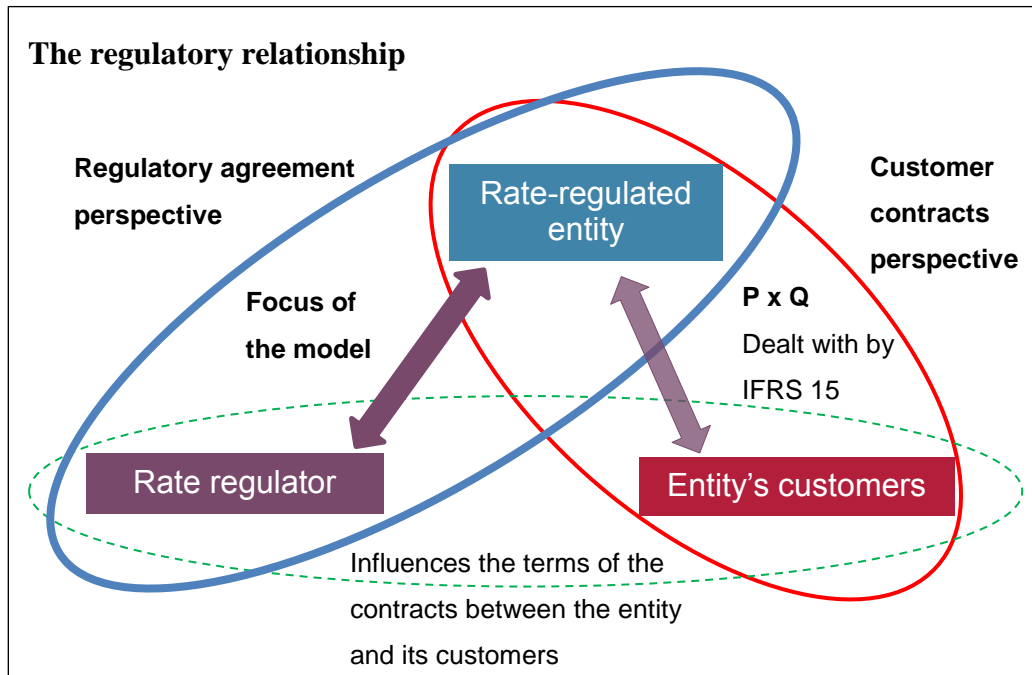 The regulatory relationship
Regulatory agreement
perspective
Rate-regulated
entity
Customer
contracts
perspective
Focus of
the model
P x Q
Dealt with by
IFRS 15
Rate regulator
Entity's customers
Influences the terms of the
contracts between the entity
and its customers